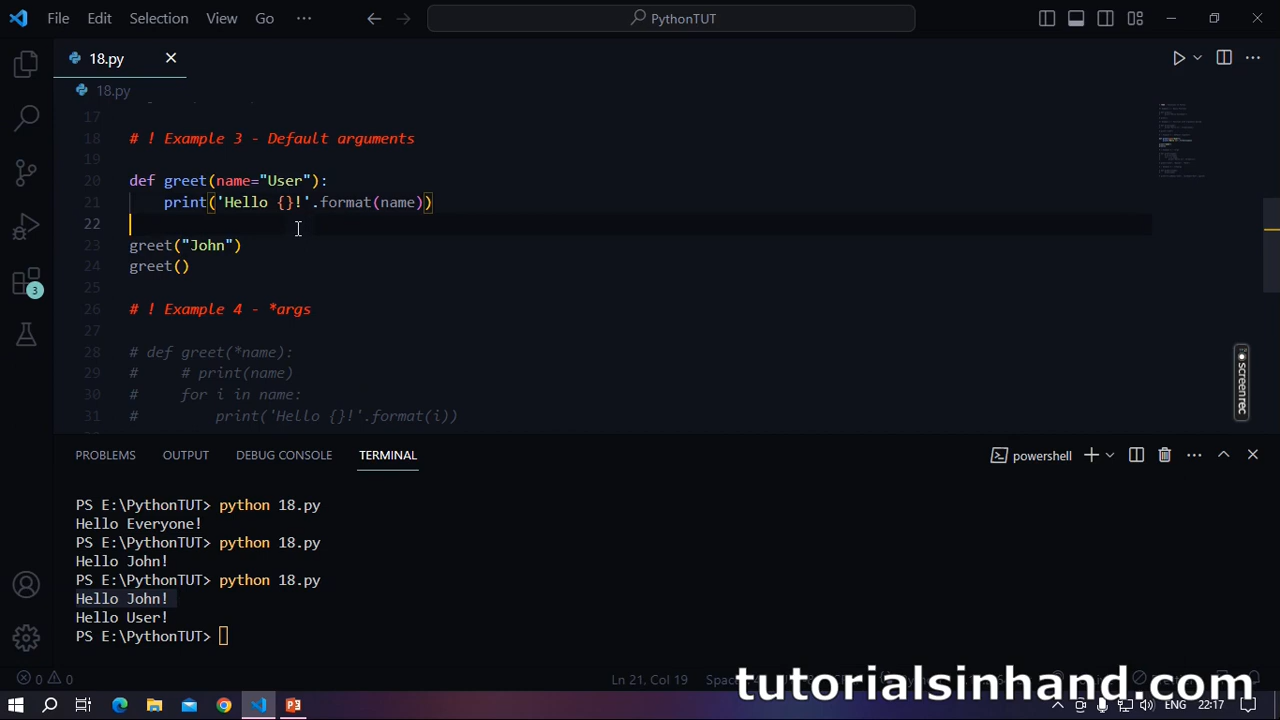 File Edit Selection View Go ··· PythonTUT
18.py
18.py
17
18 # ! Example 3 - Default arguments
19
20 def greet(name="User"):
21 print('Hello {}!'.format(name))
22
23 greet("John")
24 greet()
25
26 # ! Example 4 - *args
27
28 # def greet(*name):
29 # # print(name)
30 # for i in name:
31 # print('Hello {}!'.format(i))
screenrec
3
PROBLEMS OUTPUT DEBUG CONSOLE TERMINAL powershell
PS E:\PythonTUT> python 18.py
Hello Everyone!
PS E:\PythonTUT> python 18.py
Hello John!
PS E:\PythonTUT> python 18.py
Hello John!
Hello User!
PS E:\PythonTUT>
0 0 Ln 21, Col 19
tutorialsinhand.com
ENG 22:17